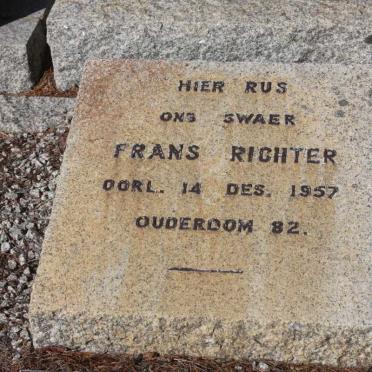 HIER RUS
ONS SWAER
FRANS RICHTER
OORL. 14 DES. 1957
OUDERDOM 82.